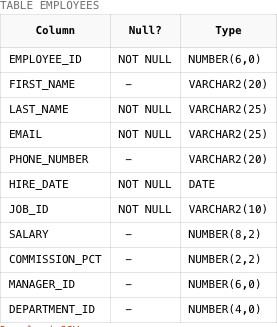 TABLE EMPLOYEES
Column Null? Type
EMPLOYEE_ID NOT NULL NUMBER(6,0)
FIRST_NAME – VARCHAR2(20)
LAST_NAME NOT NULL VARCHAR2(25)
EMAIL NOT NULL VARCHAR2(25)
PHONE_NUMBER – VARCHAR2(20)
HIRE_DATE NOT NULL DATE
JOB_ID NOT NULL VARCHAR2(10)
SALARY – NUMBER(8,2)
COMMISSION_PCT – NUMBER(2,2)
MANAGER_ID – NUMBER(6,0)
DEPARTMENT_ID – NUMBER(4,0)